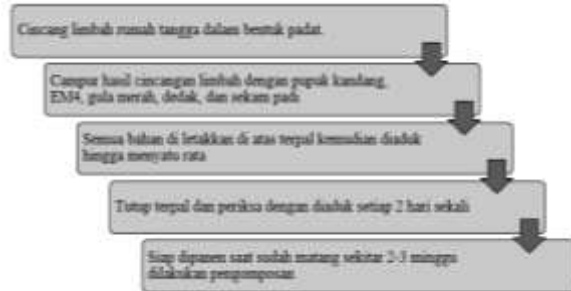 Cincang limbah rumah tangga dalam bentuk padat.
Campur hasil cincangan limbah dengan pupuk kandang,
EM4, gula merah, dedak, dan sekam padi
Semua bahan di letakkan di atas terpal kemudian diaduk
hingga menyatu rata
Tutup terpal dan periksa dengan diaduk setiap 2 hari sekali
Siap dipanen saat sudah matang sekitar 2-3 minggu
dilakukan pengomposan